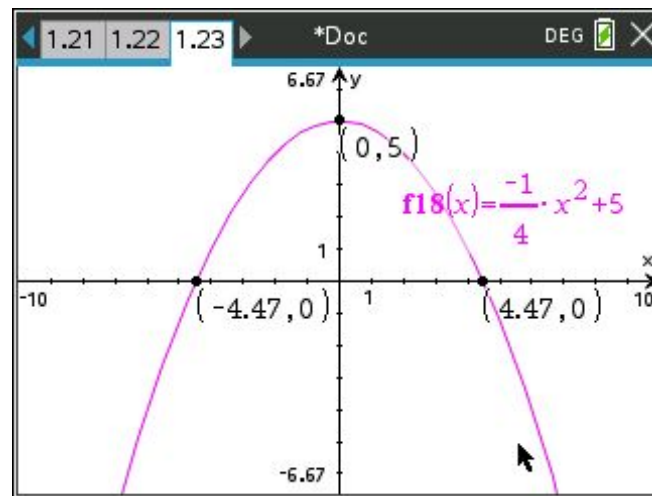 1.21 1.22 1.23 *Doc DEG
6.67 y
(0,5)
f18(x)=-1/4·x²+5
1
x
-10 (-4.47,0) 1 (4.47,0) 10
-6.67